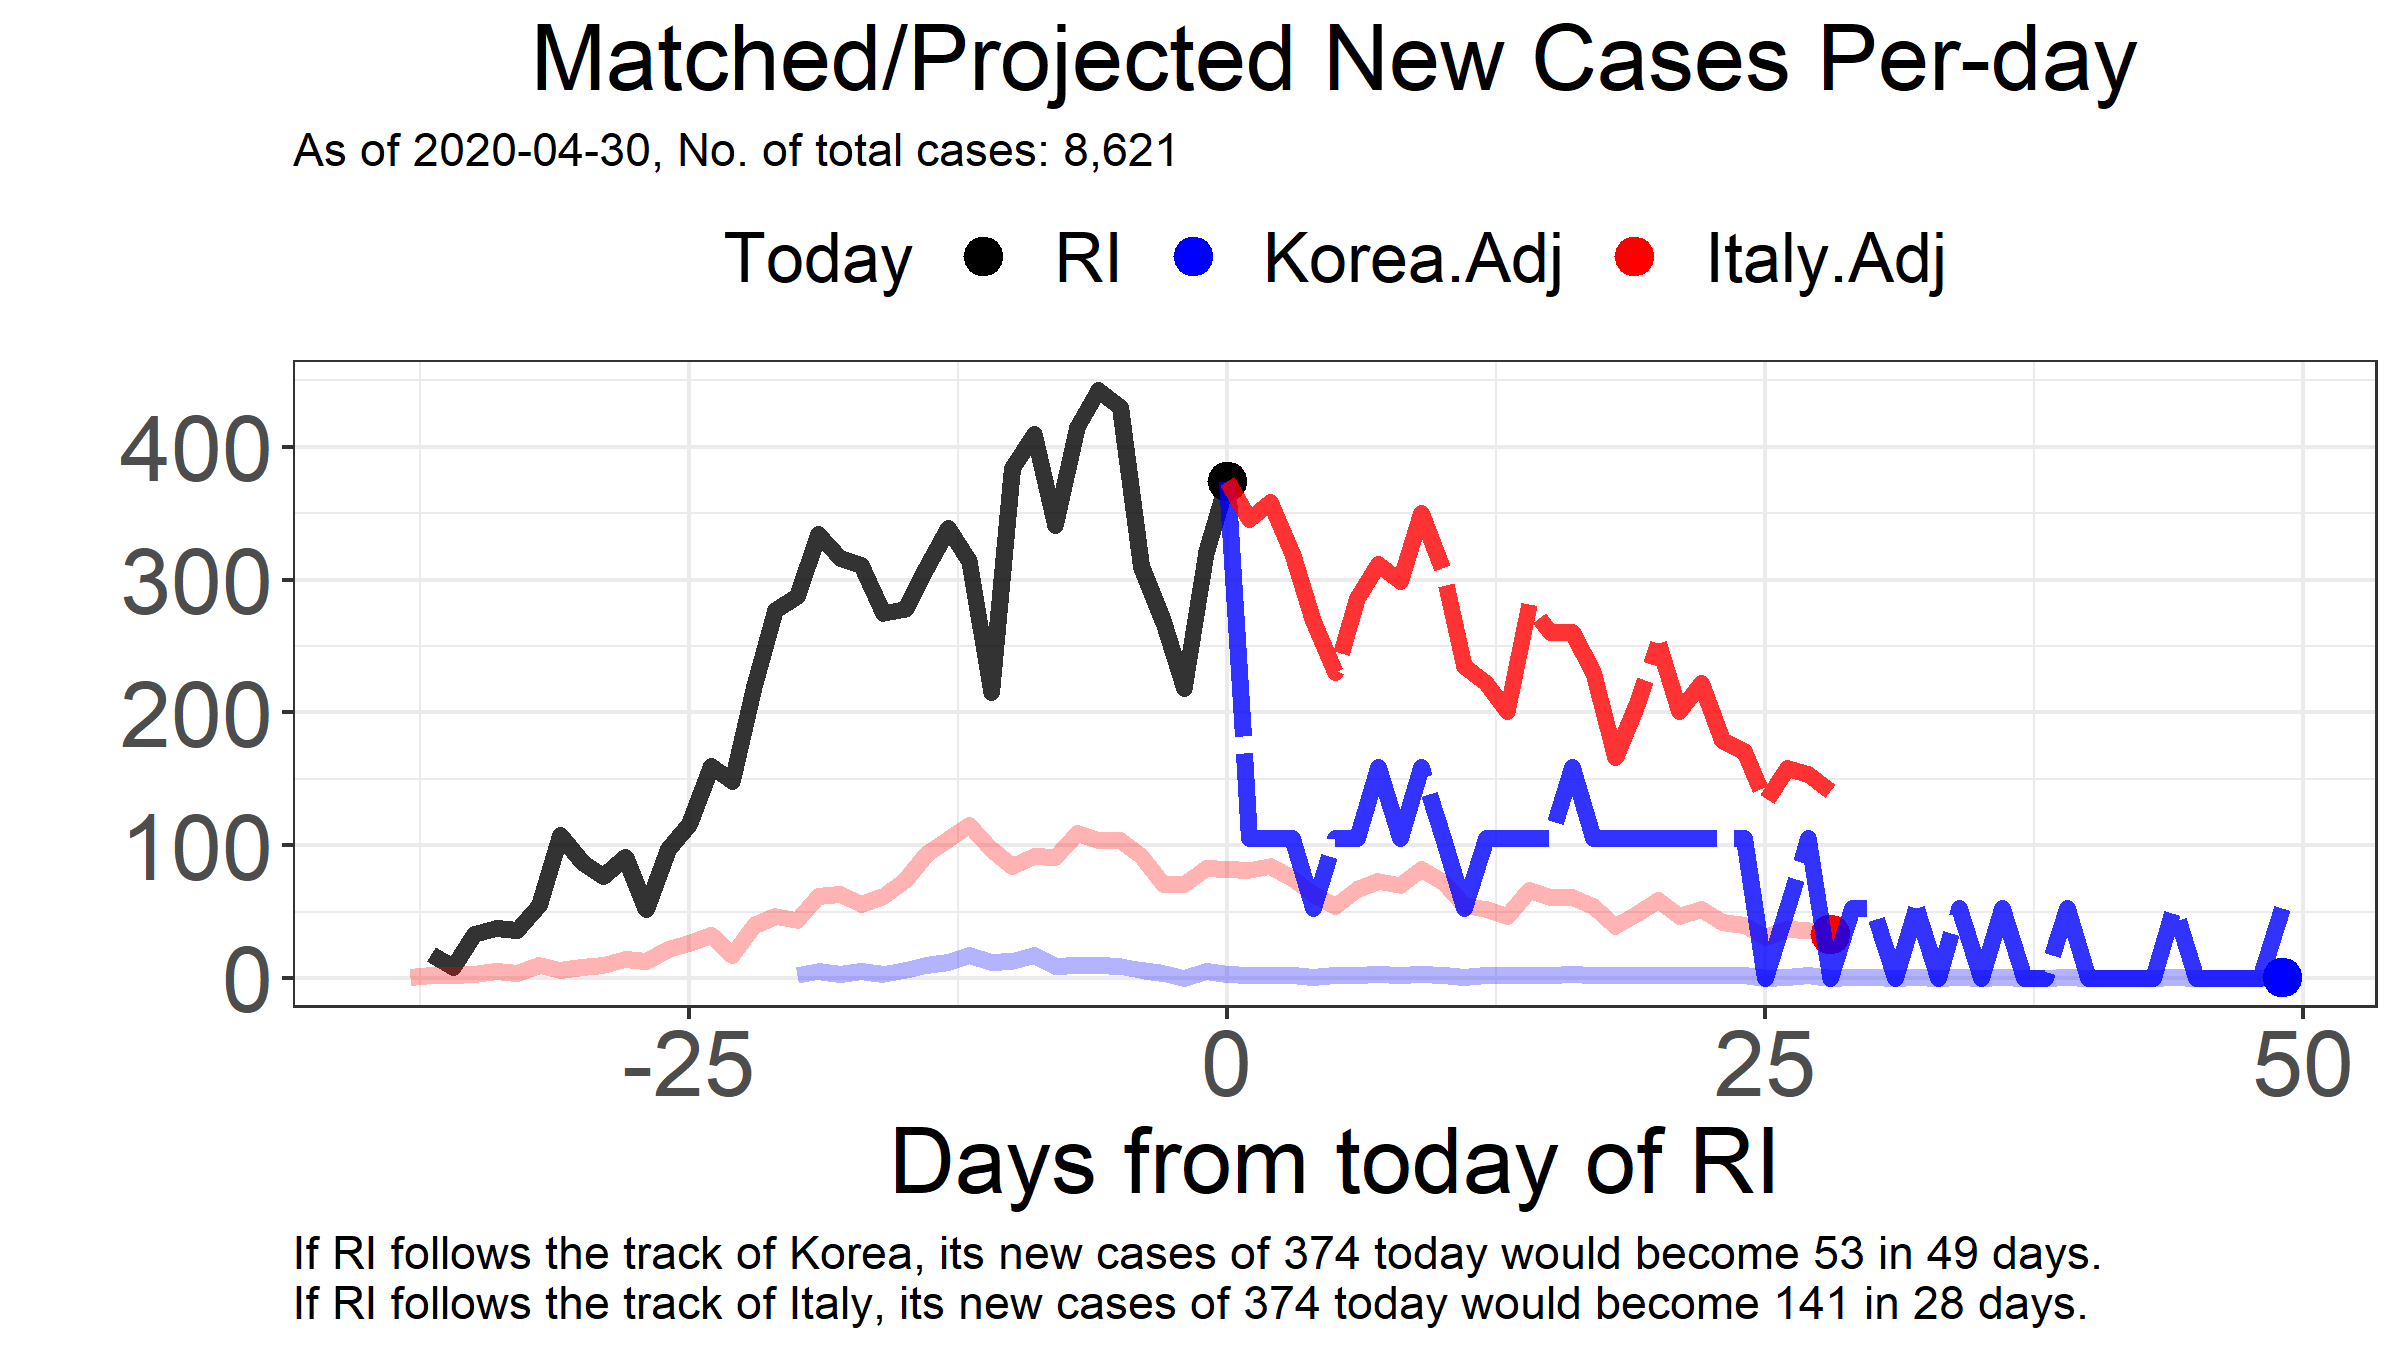 Matched/Projected New Cases Per-day
As of 2020-04-30, No. of total cases: 8,621
Today RI Korea.Adj Italy.Adj
400
300
200
100
0
-25 0 25 50
Days from today of RI
If RI follows the track of Korea, its new cases of 374 today would become 53 in 49 days.
If RI follows the track of Italy, its new cases of 374 today would become 141 in 28 days.